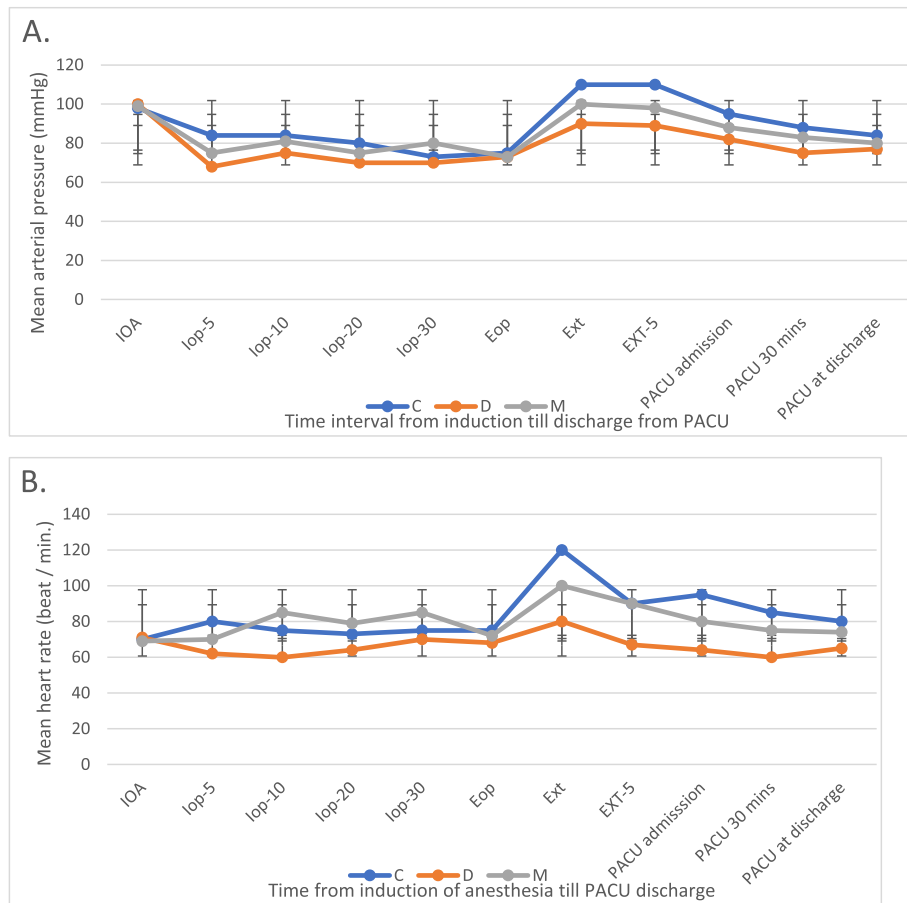 A.
Mean arterial pressure (mmHg)
120
100
80
60
40
20
0
IOA
Iop-5
Iop-10
Iop-20
Iop-30
Eop
Ext
EXT-5
PACU admission
PACU 30 mins
PACU at discharge
C D M
Time interval from induction till discharge from PACU
B.
Mean heart rate (beat / min.)
140
120
100
80
60
40
20
0
IOA
Iop-5
Iop-10
Iop-20
Iop-30
Eop
Ext
EXT-5
PACU admisssion
PACU 30 mins
PACU at discharge
C D M
Time from induction of anesthesia till PACU discharge